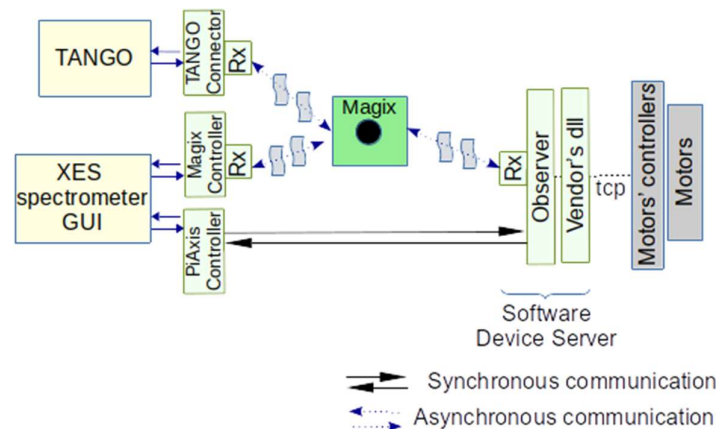 TANGO
TANGO
Connector
Rx
Magix
Magix
Controller
Rx
XES
spectrometer
GUI
PiAxis
Controller
Rx
Observer
Vendor's dll
tcp
Motors' controllers
Motors
Software
Device Server
Synchronous communication
Asynchronous communication